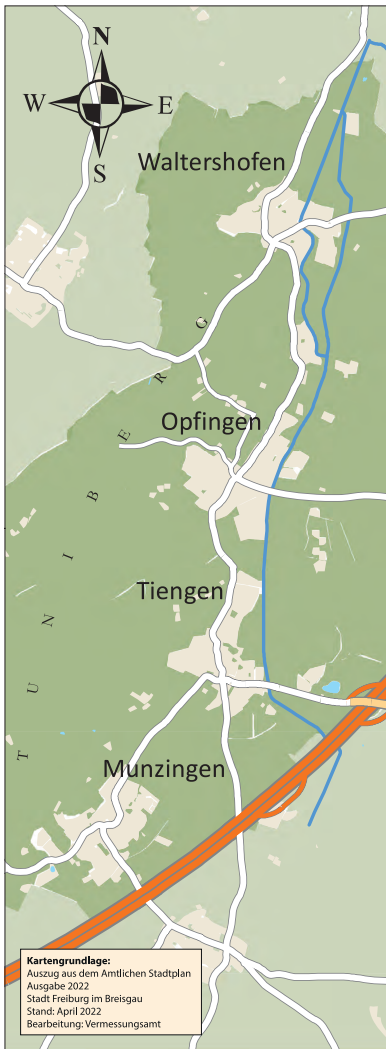 N
W E
S
Waltershofen
Opfingen
Tiengen
Munzingen
TUNIBERG
Kartengrundlage:
Auszug aus dem Amtlichen Stadtplan
Ausgabe 2022
Stadt Freiburg im Breisgau
Stand: April 2022
Bearbeitung: Vermessungsamt